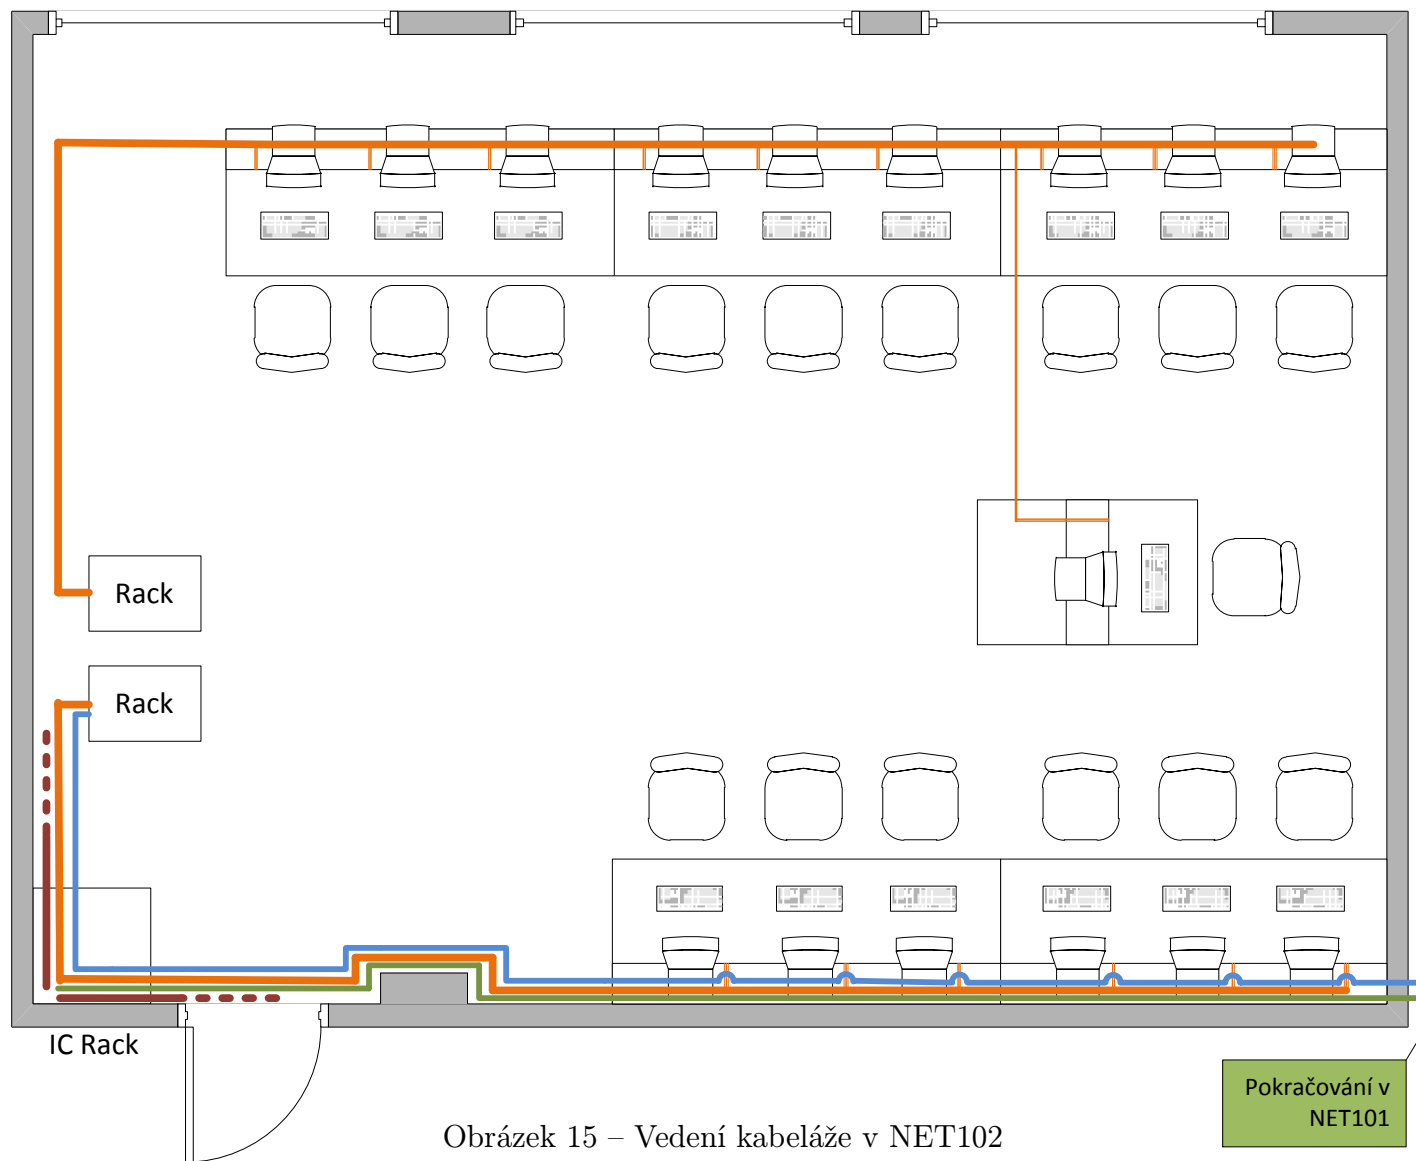 Rack
Rack
IC Rack
Pokračování v
NET101
Obrázek 15 – Vedení kabeláže v NET102